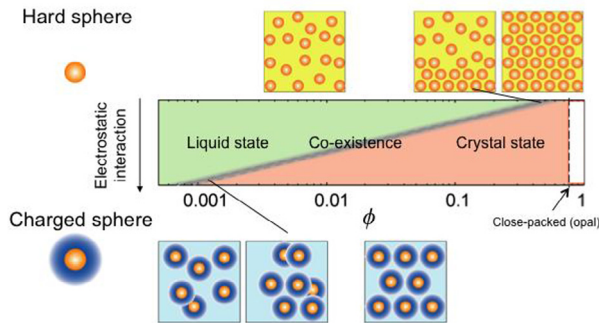 Hard sphere
Electrostatic
interaction
Liquid state
Co-existence
Crystal state
0.001
0.01
0.1
1
ϕ
Close-packed (opal)
Charged sphere